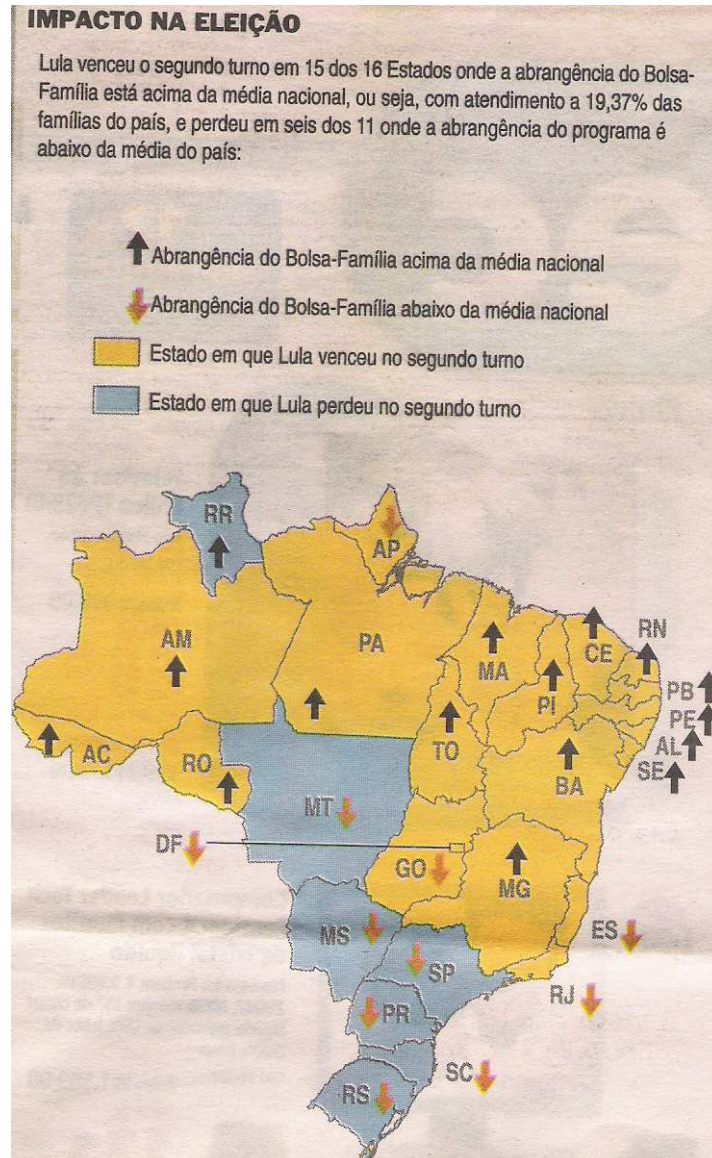 IMPACTO NA ELEIÇÃO
Lula venceu o segundo turno em 15 dos 16 Estados onde a abrangência do Bolsa-
Família está acima da média nacional, ou seja, com atendimento a 19,37% das
famílias do país, e perdeu em seis dos 11 onde a abrangência do programa é
abaixo da média do país:
Abrangência do Bolsa-Família acima da média nacional
Abrangência do Bolsa-Família abaixo da média nacional
Estado em que Lula venceu no segundo turno
Estado em que Lula perdeu no segundo turno
RR
AP
AM
PA
MA
PI
CE
RN
PB
PE
AL
SE
AC
RO
TO
BA
MT
DF
GO
MG
MS
SP
ES
RJ
PR
SC
RS